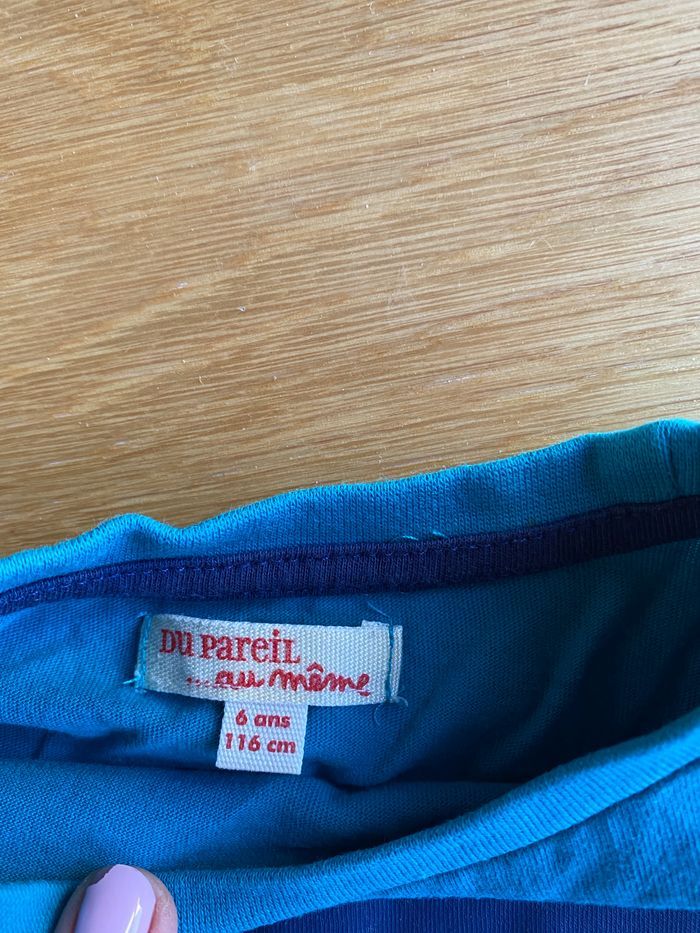 DU PareiL
...au même
6 ans
116 cm